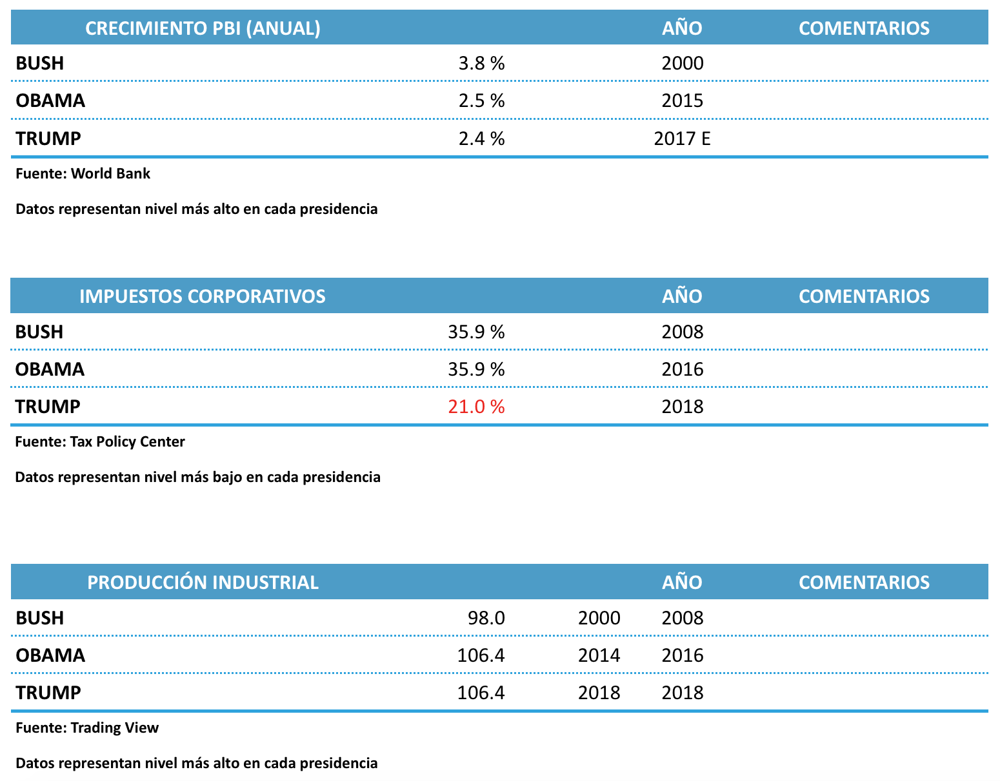 CRECIMIENTO PBI (ANUAL) AÑO COMENTARIOS
BUSH 3.8 % 2000
OBAMA 2.5 % 2015
TRUMP 2.4 % 2017 E
Fuente: World Bank
Datos representan nivel más alto en cada presidencia
IMPUESTOS CORPORATIVOS AÑO COMENTARIOS
BUSH 35.9 % 2008
OBAMA 35.9 % 2016
TRUMP 21.0 % 2018
Fuente: Tax Policy Center
Datos representan nivel más bajo en cada presidencia
PRODUCCIÓN INDUSTRIAL AÑO COMENTARIOS
BUSH 98.0 2000 2008
OBAMA 106.4 2014 2016
TRUMP 106.4 2018 2018
Fuente: Trading View
Datos representan nivel más alto en cada presidencia